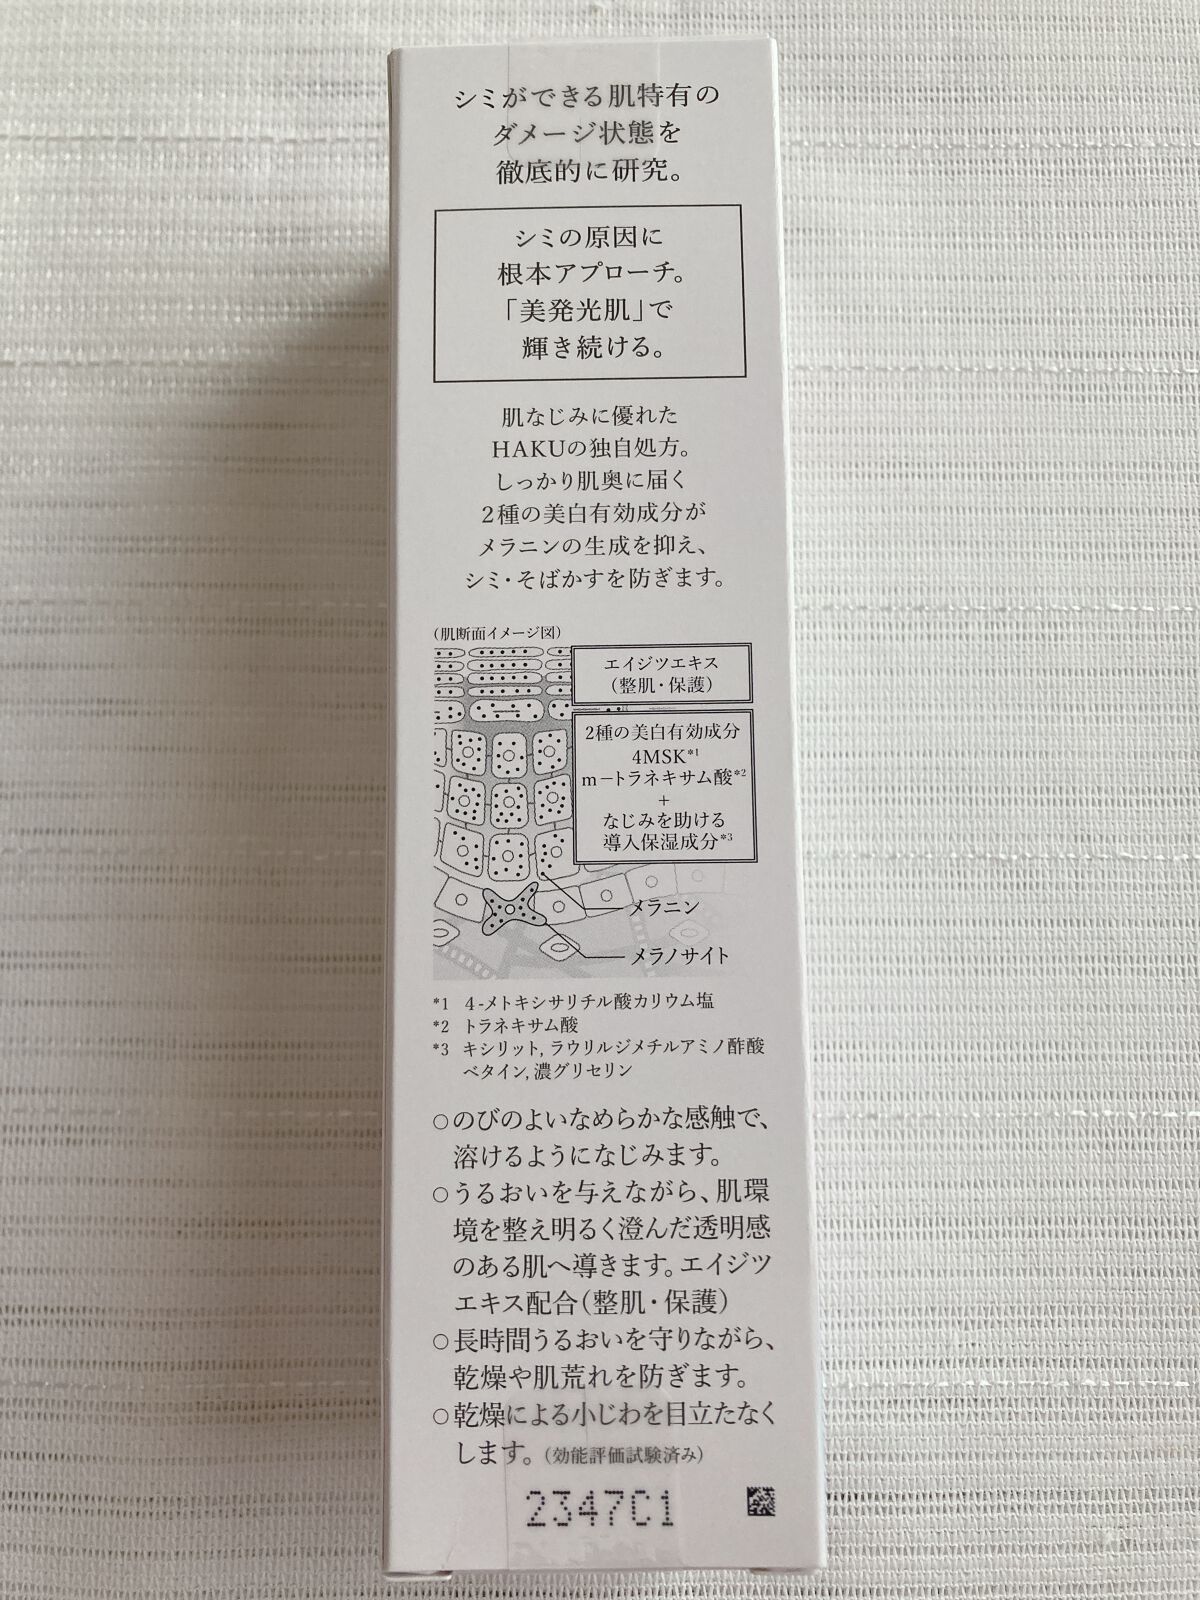 シミができる肌特有の
ダメージ状態を
徹底的に研究。
シミの原因に
根本アプローチ。
「美発光肌」で
輝き続ける。
肌なじみに優れた
HAKUの独自処方。
しっかり肌奥に届く
2種の美白有効成分が
メラニンの生成を抑え、
シミ・そばかすを防ぎます。
(肌断面イメージ図)
エイジツエキス
(整肌・保護)
2種の美白有効成分
4MSK*1
m－トラネキサム酸*2
+
なじみを助ける
導入保湿成分*3
メラニン
メラノサイト
*1 4-メトキシサリチル酸カリウム塩
*2 トラネキサム酸
*3 キシリット, ラウリルジメチルアミノ酢酸
ベタイン, 濃グリセリン
○のびのよいなめらかな感触で、
溶けるようになじみます。
○うるおいを与えながら、肌環
境を整え明るく澄んだ透明感
のある肌へ導きます。エイジツ
エキス配合(整肌・保護)
○長時間うるおいを守りながら、
乾燥や肌荒れを防ぎます。
○乾燥による小じわを目立たなく
します。(効能評価試験済み)
2347C1